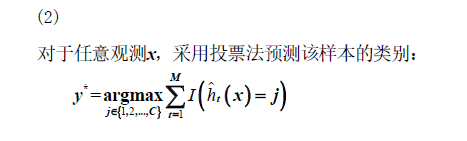 (2)
对于任意观测x，采用投票法预测该样本的类别：
y*=argmax_{j∈{1,2,…,C}} ∑_{t=1}^{M} I(ĥ_t(x)=j)